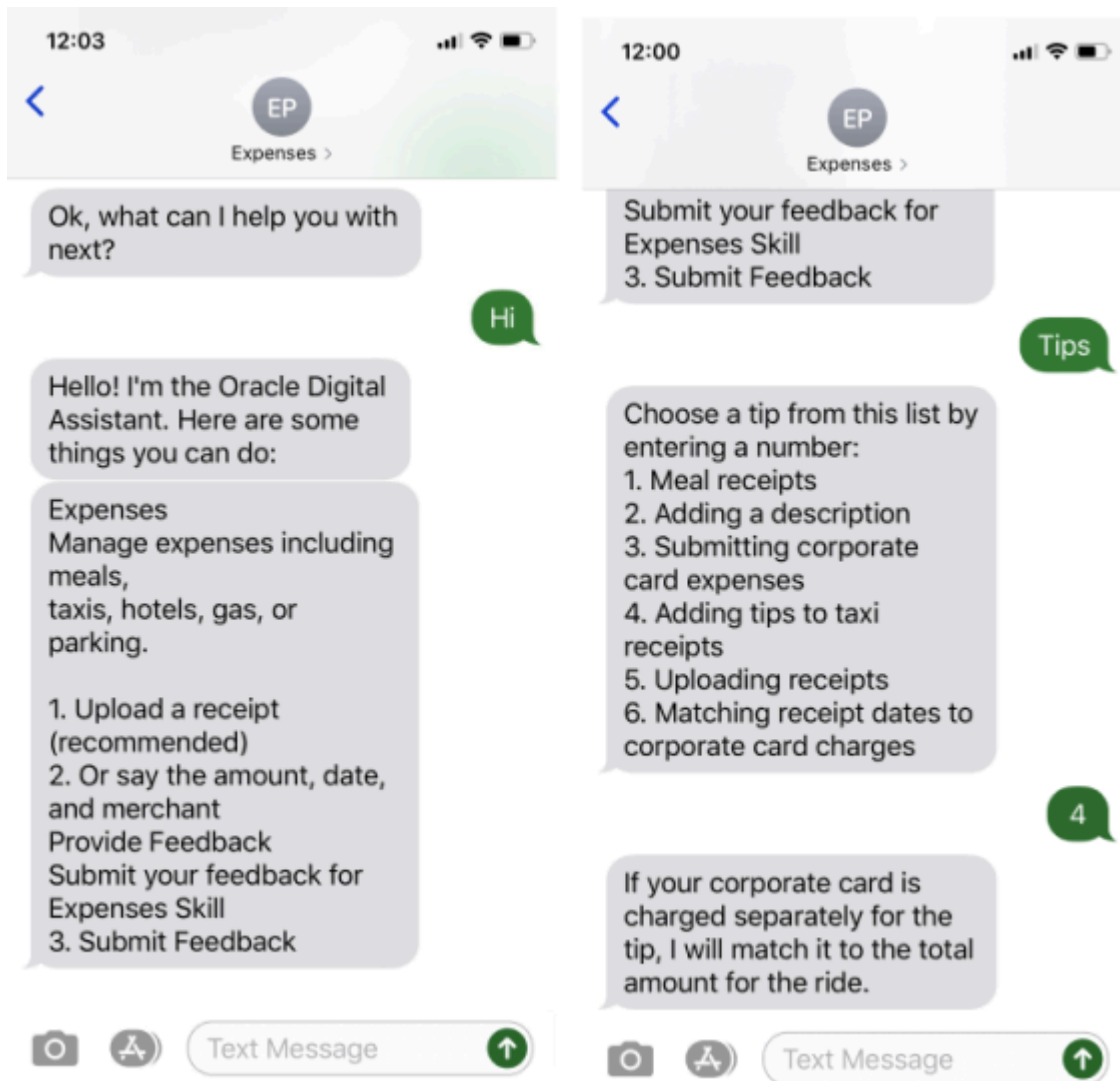 12:03
EP
Expenses >
Ok, what can I help you with
next?
Hi
Hello! I'm the Oracle Digital
Assistant. Here are some
things you can do:
Expenses
Manage expenses including
meals,
taxis, hotels, gas, or
parking.
1. Upload a receipt
(recommended)
2. Or say the amount, date,
and merchant
Provide Feedback
Submit your feedback for
Expenses Skill
3. Submit Feedback
Text Message
12:00
EP
Expenses >
Submit your feedback for
Expenses Skill
3. Submit Feedback
Tips
Choose a tip from this list by
entering a number:
1. Meal receipts
2. Adding a description
3. Submitting corporate
card expenses
4. Adding tips to taxi
receipts
5. Uploading receipts
6. Matching receipt dates to
corporate card charges
4
If your corporate card is
charged separately for the
tip, I will match it to the total
amount for the ride.
Text Message